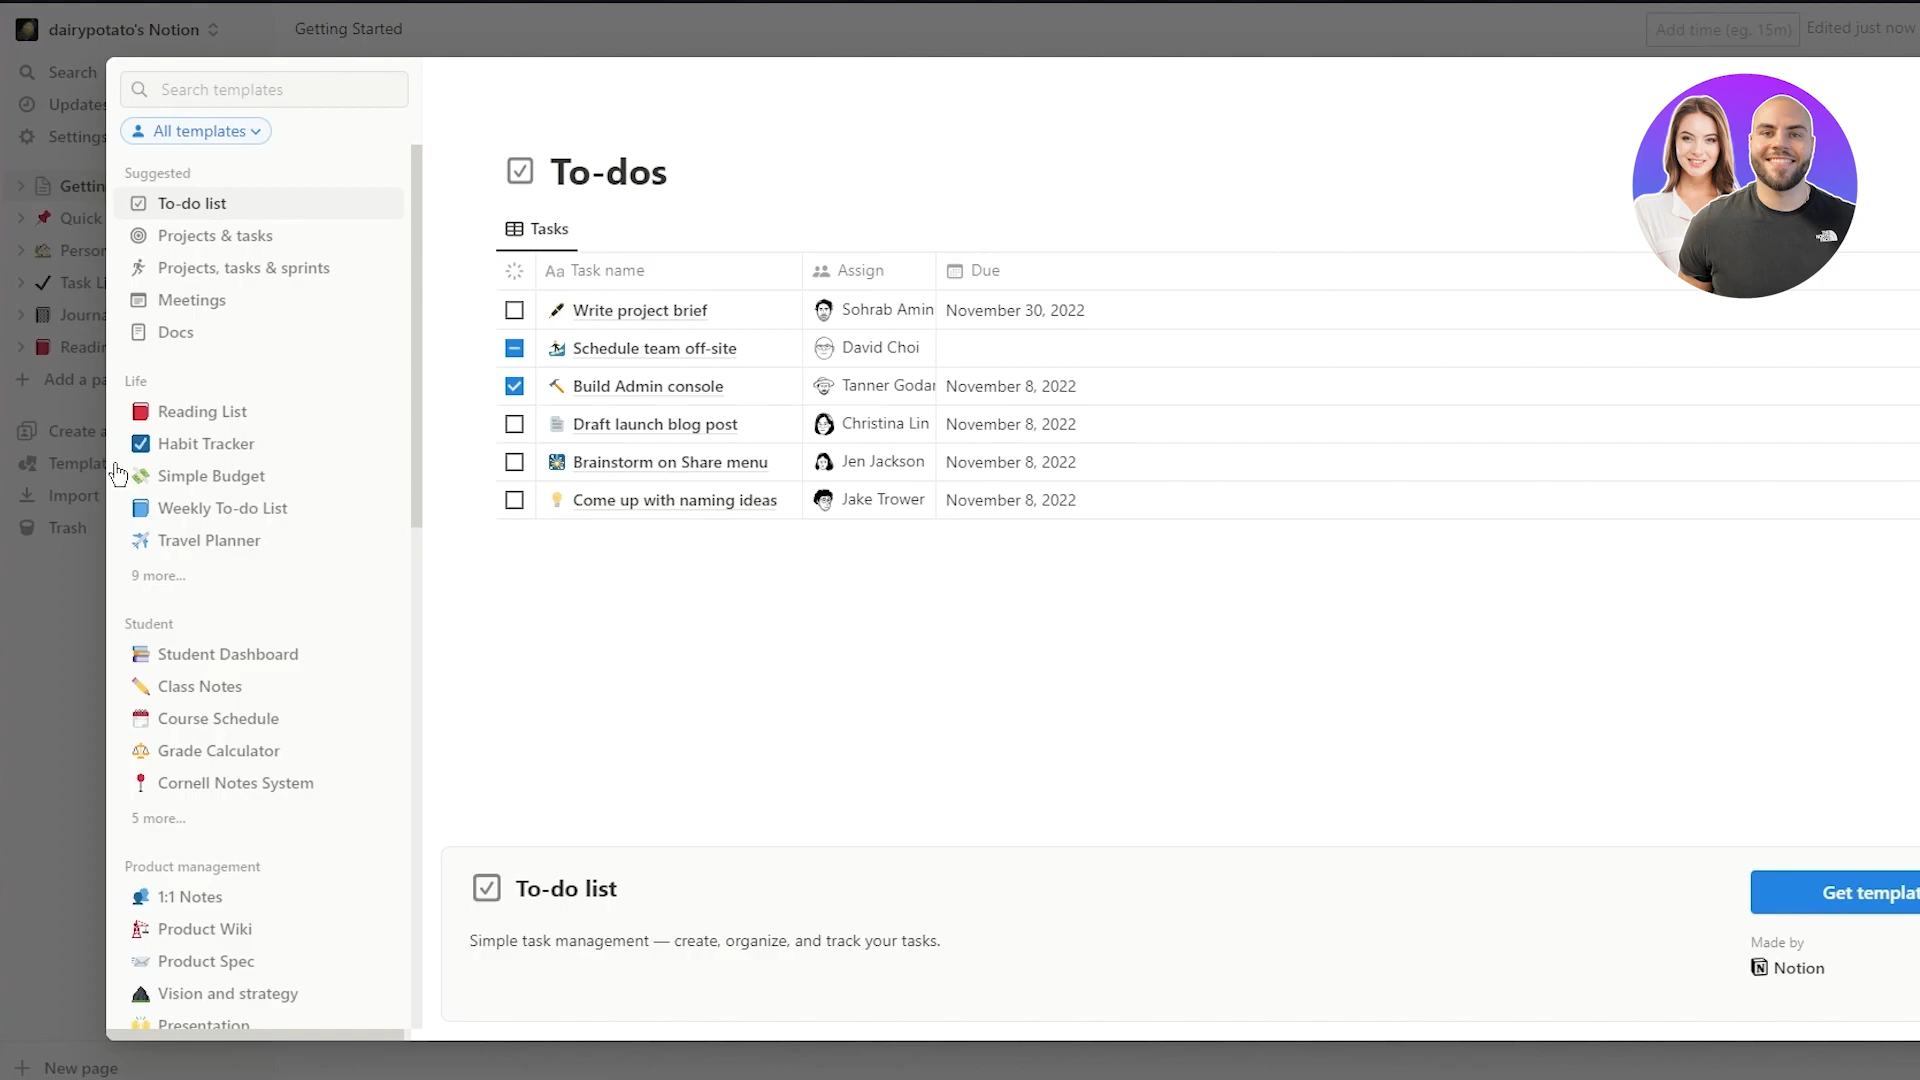 dairypotato's Notion
Getting Started
Add time (eg. 15m)
Edited just now
Search
Updates
Settings
Gettin
Quick
Person
Task Li
Journa
Readin
Add a pa
Create a
Templat
Import
Trash
New page
Search templates
All templates
Suggested
To-do list
Projects & tasks
Projects, tasks & sprints
Meetings
Docs
Life
Reading List
Habit Tracker
Simple Budget
Weekly To-do List
Travel Planner
9 more...
Student
Student Dashboard
Class Notes
Course Schedule
Grade Calculator
Cornell Notes System
5 more...
Product management
1:1 Notes
Product Wiki
Product Spec
Vision and strategy
Presentation
To-dos
Tasks
Aa Task name Assign Due
Write project brief Sohrab Amin November 30, 2022
Schedule team off-site David Choi
Build Admin console Tanner Godar November 8, 2022
Draft launch blog post Christina Lin November 8, 2022
Brainstorm on Share menu Jen Jackson November 8, 2022
Come up with naming ideas Jake Trower November 8, 2022
To-do list
Simple task management — create, organize, and track your tasks.
Get templat
Made by
Notion